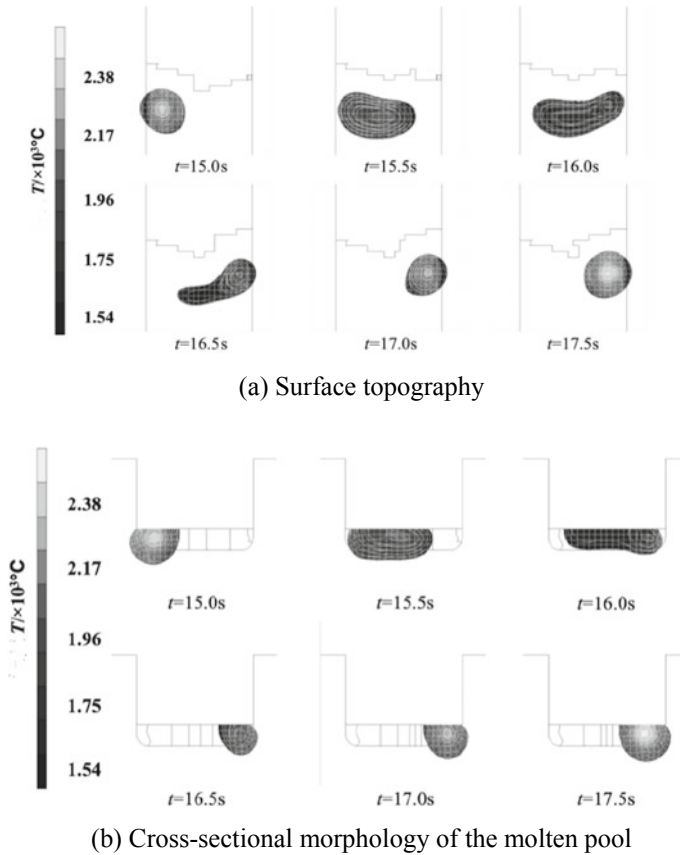 T/×10³°C
2.38
2.17
1.96
1.75
1.54
t=15.0s
t=15.5s
t=16.0s
t=16.5s
t=17.0s
t=17.5s
(a) Surface topography
T/×10³°C
2.38
2.17
1.96
1.75
1.54
t=15.0s
t=15.5s
t=16.0s
t=16.5s
t=17.0s
t=17.5s
(b) Cross-sectional morphology of the molten pool